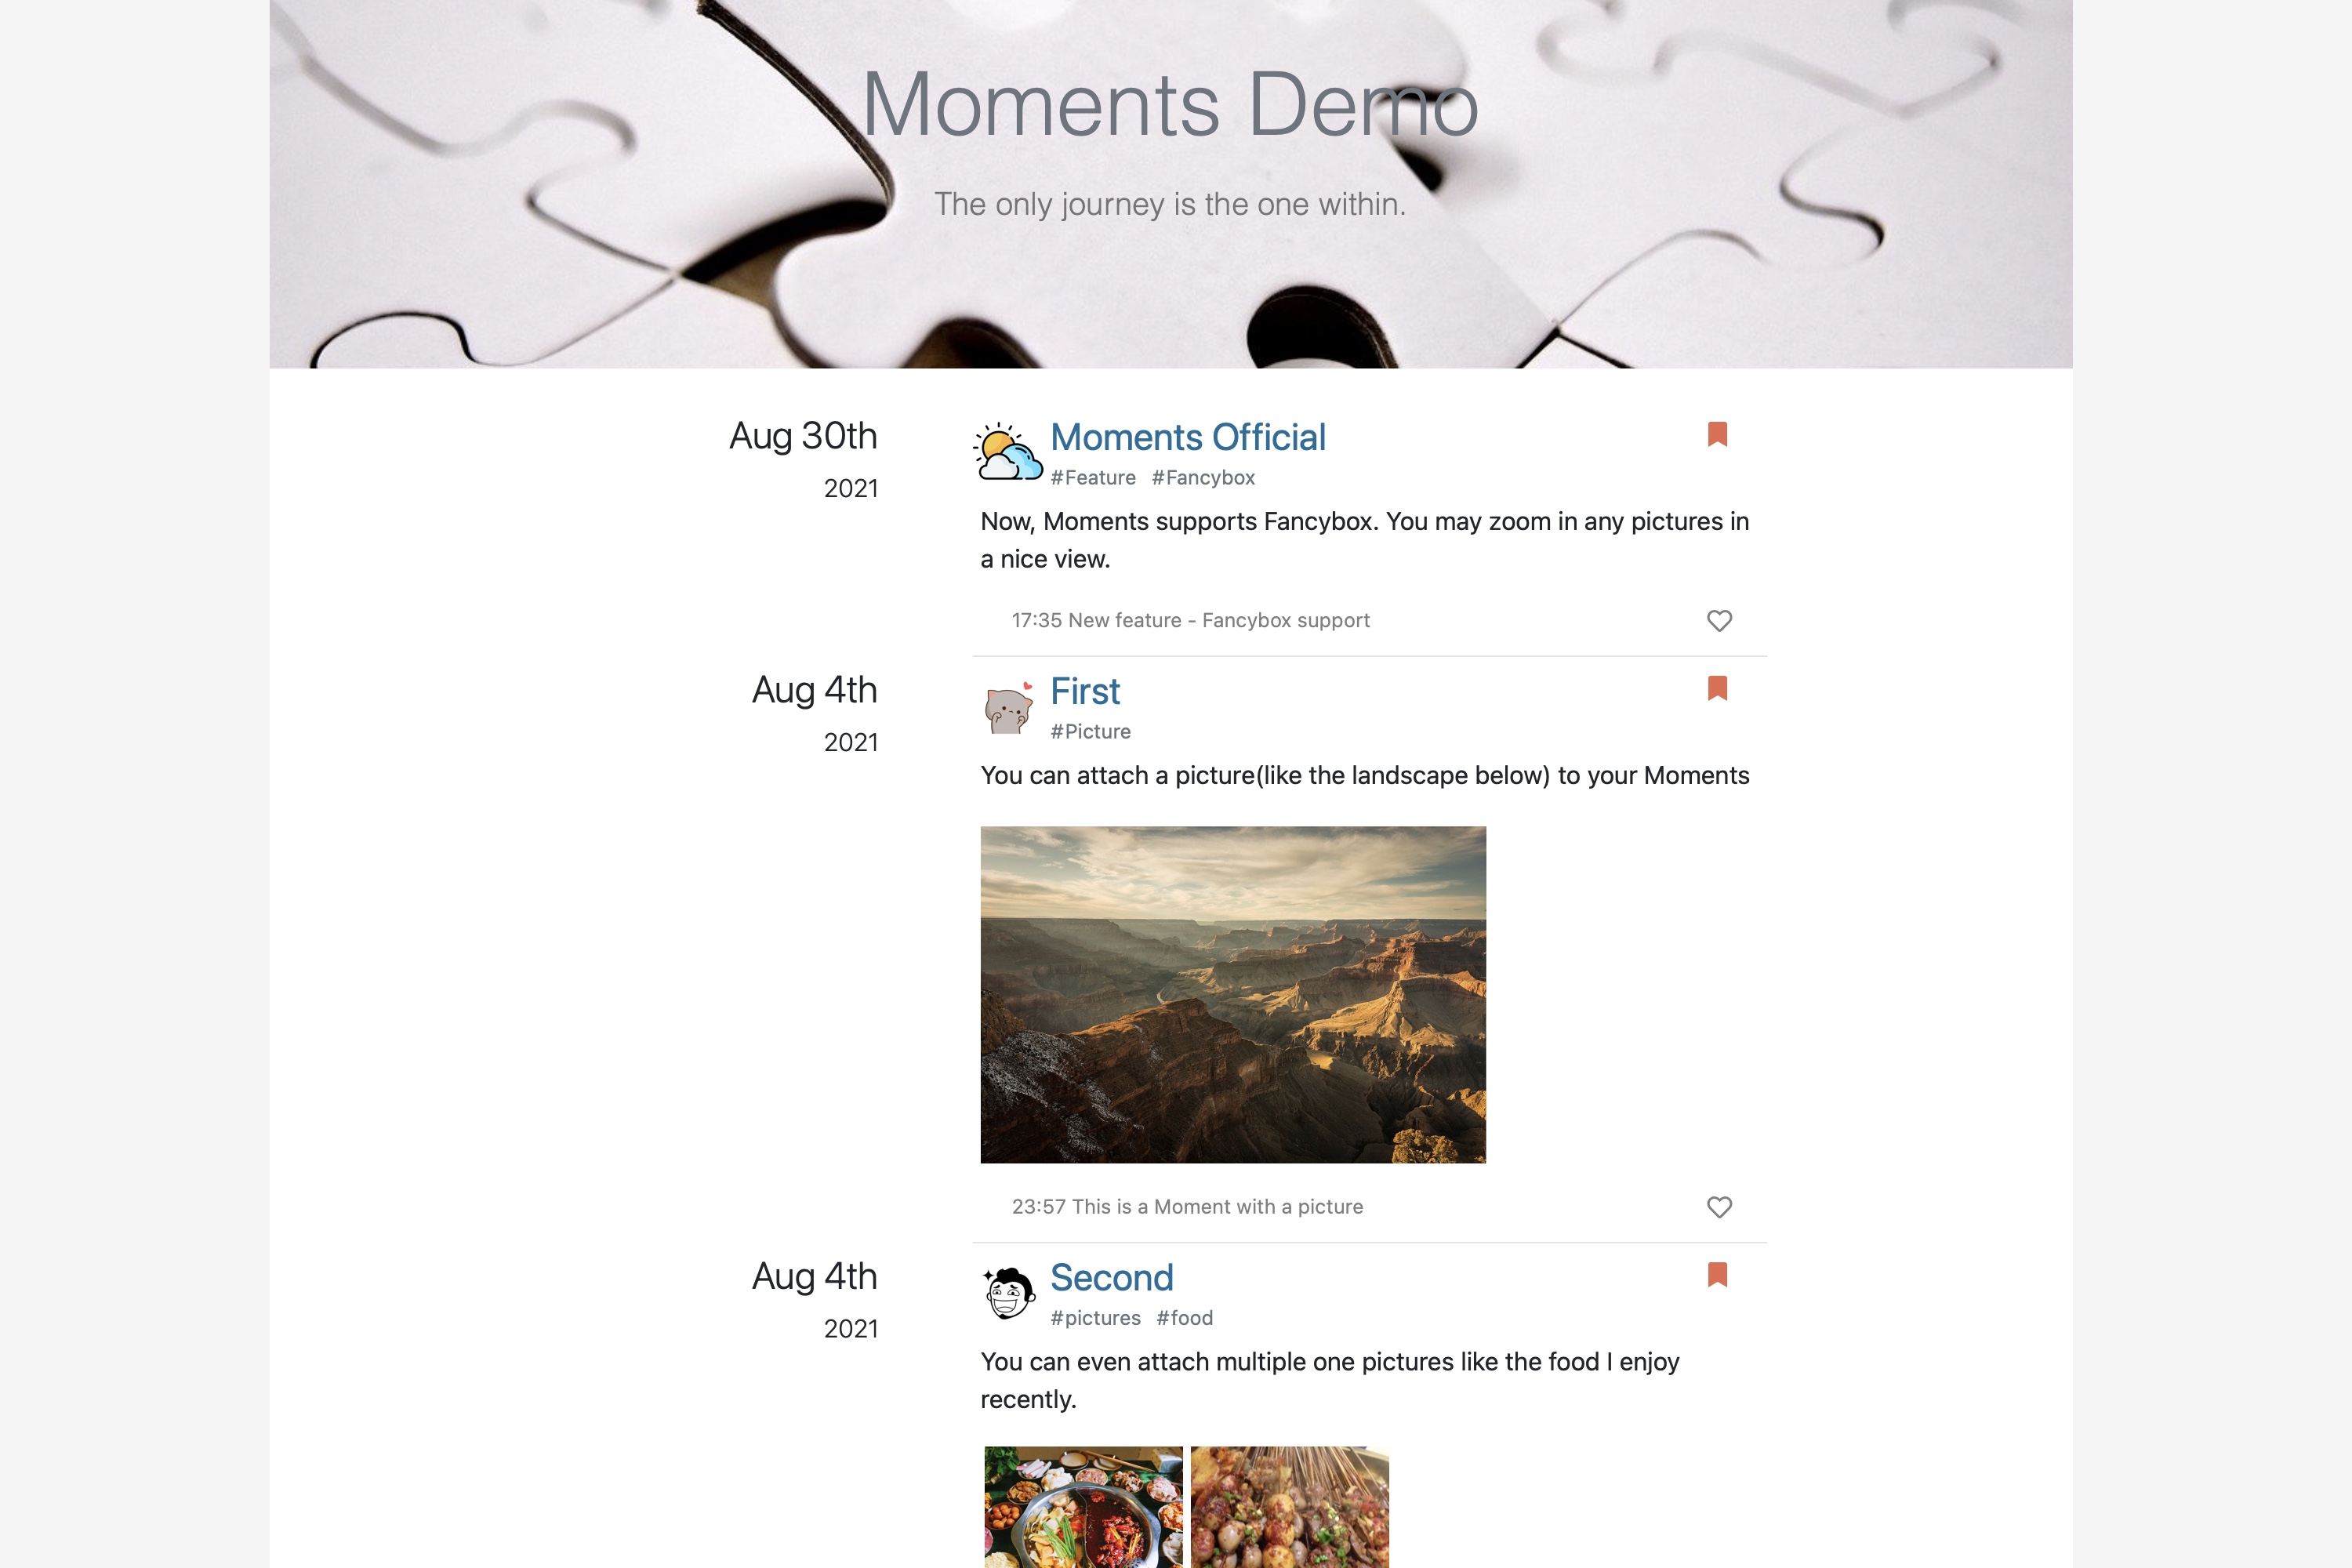 Moments Demo
The only journey is the one within.
Aug 30th
2021
Moments Official
#Feature #Fancybox
Now, Moments supports Fancybox. You may zoom in any pictures in
a nice view.
17:35 New feature - Fancybox support
Aug 4th
2021
First
#Picture
You can attach a picture(like the landscape below) to your Moments
23:57 This is a Moment with a picture
Aug 4th
2021
Second
#pictures #food
You can even attach multiple one pictures like the food I enjoy
recently.